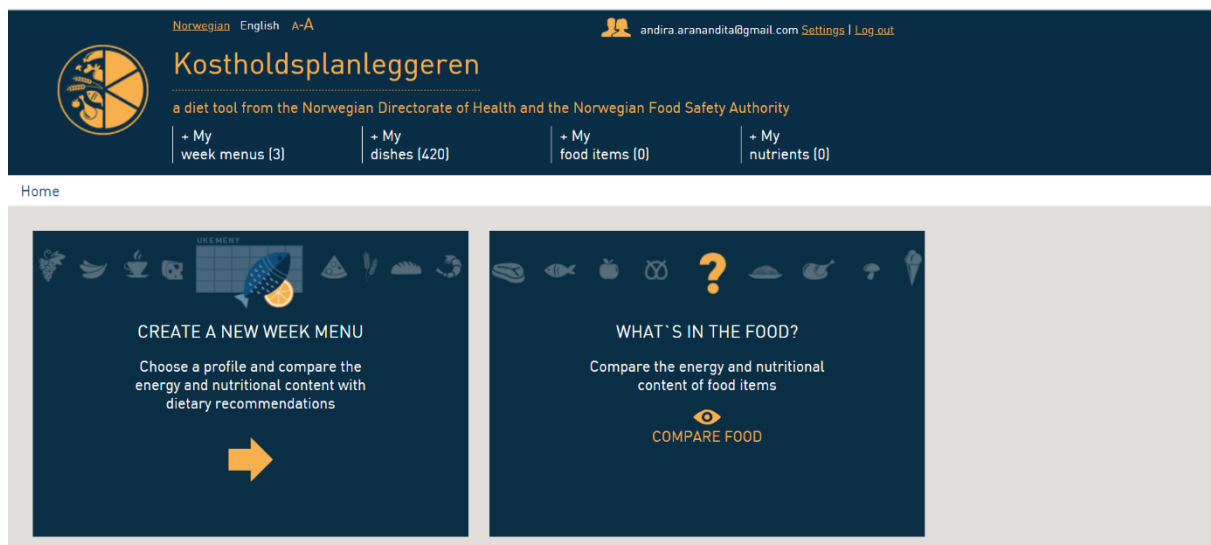 Norwegian English A-A
andira.aranandita@gmail.com Settings | Log out
Kostholdsplanleggeren
a diet tool from the Norwegian Directorate of Health and the Norwegian Food Safety Authority
+ My
week menus (3)
+ My
dishes (420)
+ My
food items (0)
+ My
nutrients (0)
Home
UKEMENY
CREATE A NEW WEEK MENU
Choose a profile and compare the
energy and nutritional content with
dietary recommendations
?
WHAT`S IN THE FOOD?
Compare the energy and nutritional
content of food items
COMPARE FOOD